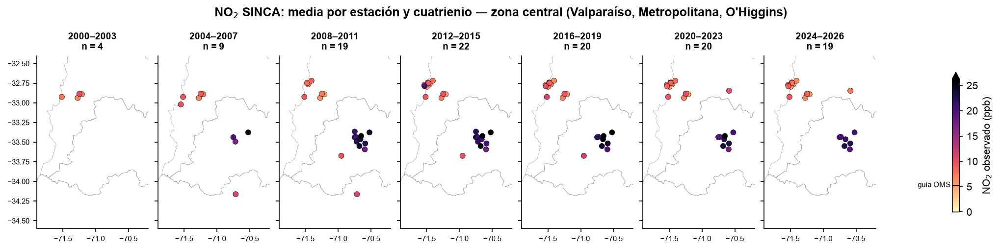 NO₂ SINCA: media por estación y cuatrienio — zona central (Valparaíso, Metropolitana, O'Higgins)
2000–2003
n = 4
2004–2007
n = 9
2008–2011
n = 19
2012–2015
n = 22
2016–2019
n = 20
2020–2023
n = 20
2024–2026
n = 19
−32.50
−32.75
−33.00
−33.25
−33.50
−33.75
−34.00
−34.25
−34.50
−71.5 −71.0 −70.5
−71.5 −71.0 −70.5
−71.5 −71.0 −70.5
−71.5 −71.0 −70.5
−71.5 −71.0 −70.5
−71.5 −71.0 −70.5
−71.5 −71.0 −70.5
25
20
15
10
5
0
guía OMS
NO₂ observado (ppb)